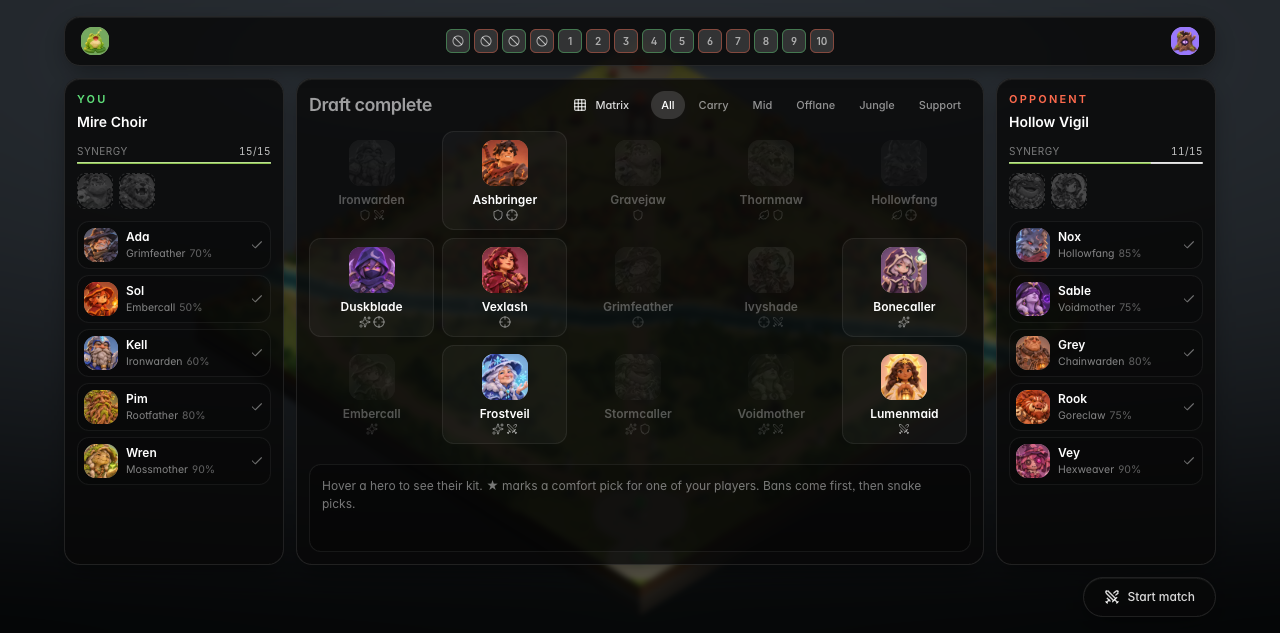 1 2 3 4 5 6 7 8 9 10
YOU
Mire Choir
SYNERGY 15/15
Ada
Grimfeather 70%
Sol
Embercall 50%
Kell
Ironwarden 60%
Pim
Rootfather 80%
Wren
Mossmother 90%
Draft complete
Matrix All Carry Mid Offlane Jungle Support
Ironwarden Ashbringer Gravejaw Thornmaw Hollowfang
Duskblade Vexlash Grimfeather Ivyshade Bonecaller
Embercall Frostveil Stormcaller Voidmother Lumenmaid
Hover a hero to see their kit. ★ marks a comfort pick for one of your players. Bans come first, then snake
picks.
OPPONENT
Hollow Vigil
SYNERGY 11/15
Nox
Hollowfang 85%
Sable
Voidmother 75%
Grey
Chainwarden 80%
Rook
Goreclaw 75%
Vey
Hexweaver 90%
Start match